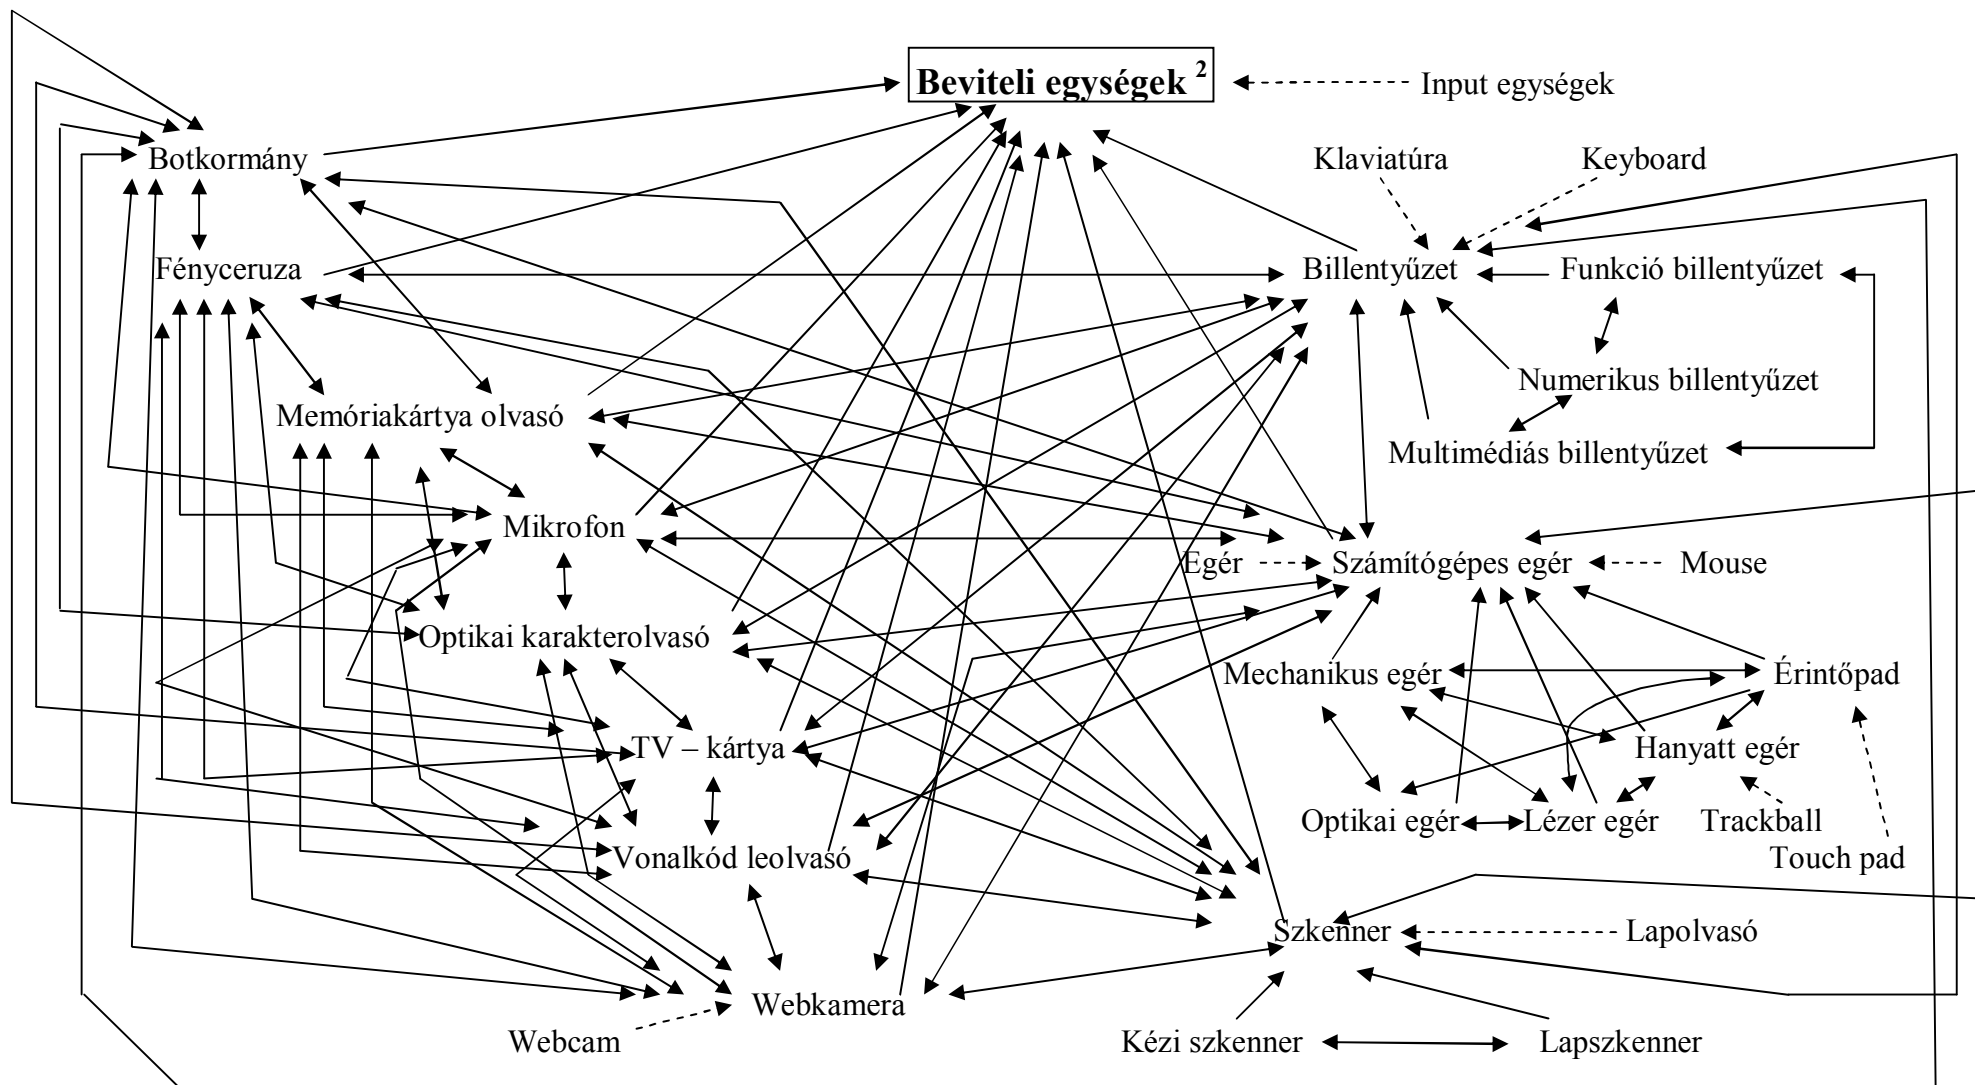 Beviteli egységek ²
Input egységek
Klaviatúra
Keyboard
Botkormány
Fényceruza
Billentyűzet
Funkció billentyűzet
Numerikus billentyűzet
Memóriakártya olvasó
Multimédiás billentyűzet
Mikrofon
Egér
Számítógépes egér
Mouse
Optikai karakterolvasó
Mechanikus egér
Érintőpad
TV – kártya
Hanyatt egér
Optikai egér
Lézer egér
Trackball
Vonalkód leolvasó
Touch pad
Szkenner
Lapolvasó
Webkamera
Webcam
Kézi szkenner
Lapszkenner